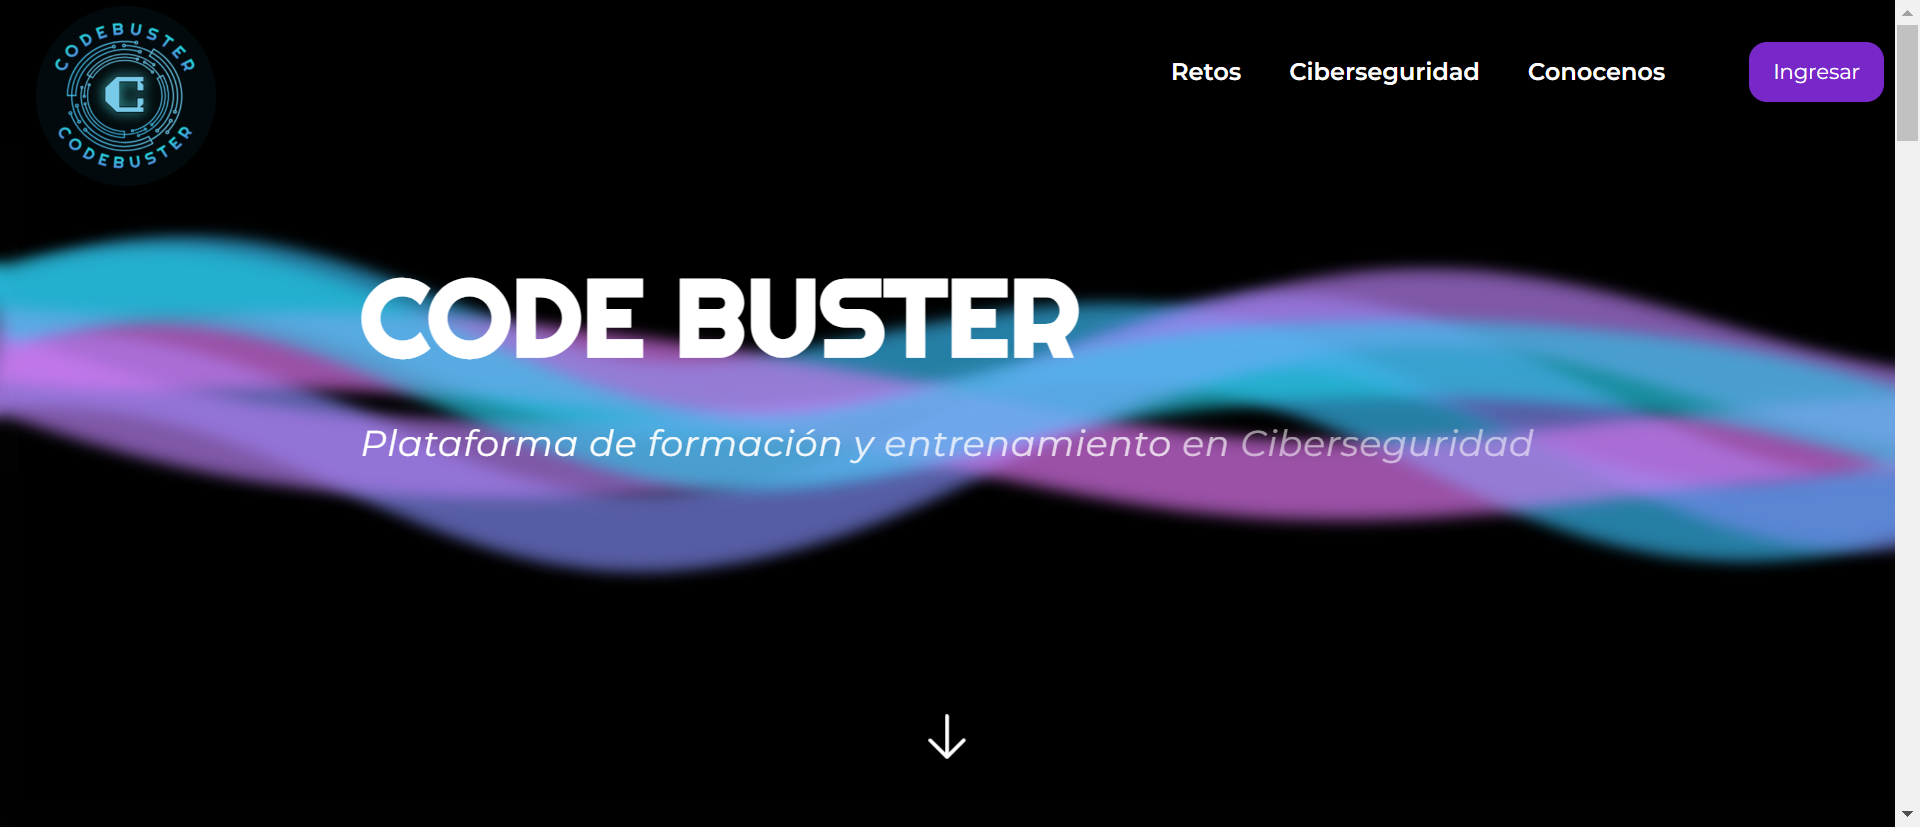 CODEBUSTER
CODEBUSTER
Retos Ciberseguridad Conocenos Ingresar
CODE BUSTER
Plataforma de formación y entrenamiento en Ciberseguridad